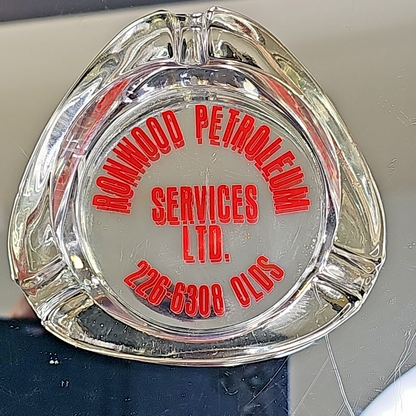 RONWOOD PETROLEUM
SERVICES
LTD.
226-6308 OLDS